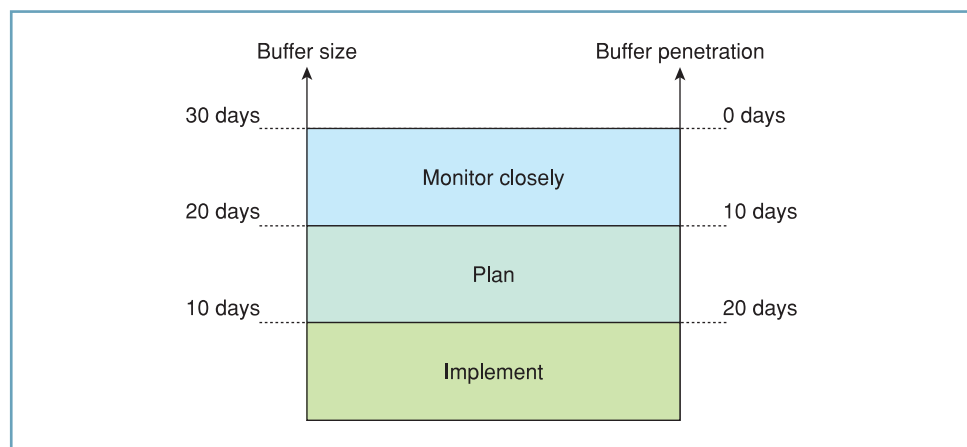 Buffer size
Buffer penetration
30 days
0 days
Monitor closely
20 days
10 days
Plan
10 days
20 days
Implement